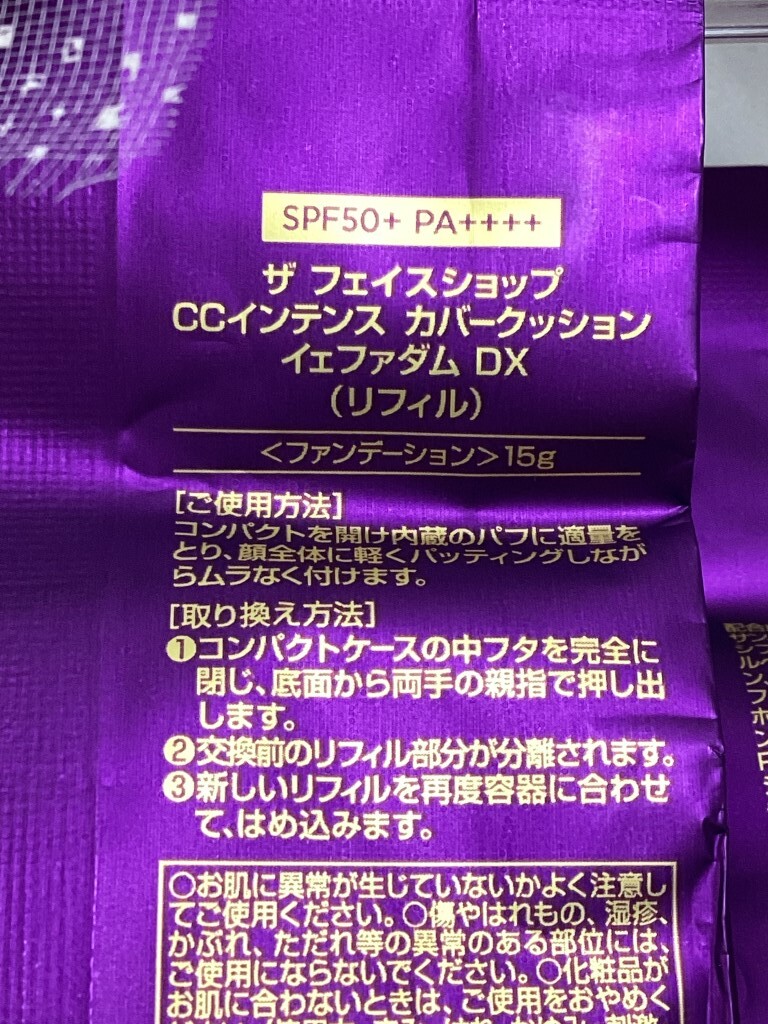 SPF50+ PA++++
ザ フェイスショップ
CCインテンス カバークッション
イェファダム DX
(リフィル)
<ファンデーション>15g
[ご使用方法]
コンパクトを開け内蔵のパフに適量を
とり、顔全体に軽くパッティングしなが
らムラなく付けます。
[取り換え方法]
❶コンパクトケースの中フタを完全に
閉じ、底面から両手の親指で押し出
します。
❷交換前のリフィル部分が分離されます。
❸新しいリフィルを再度容器に合わせ
て、はめ込みます。
○お肌に異常が生じていないかよく注意し
てご使用ください。○傷やはれもの、湿疹、
かぶれ、ただれ等の異常のある部位には、
ご使用にならないでください。○化粧品が
お肌に合わないときは、ご使用をおやめく